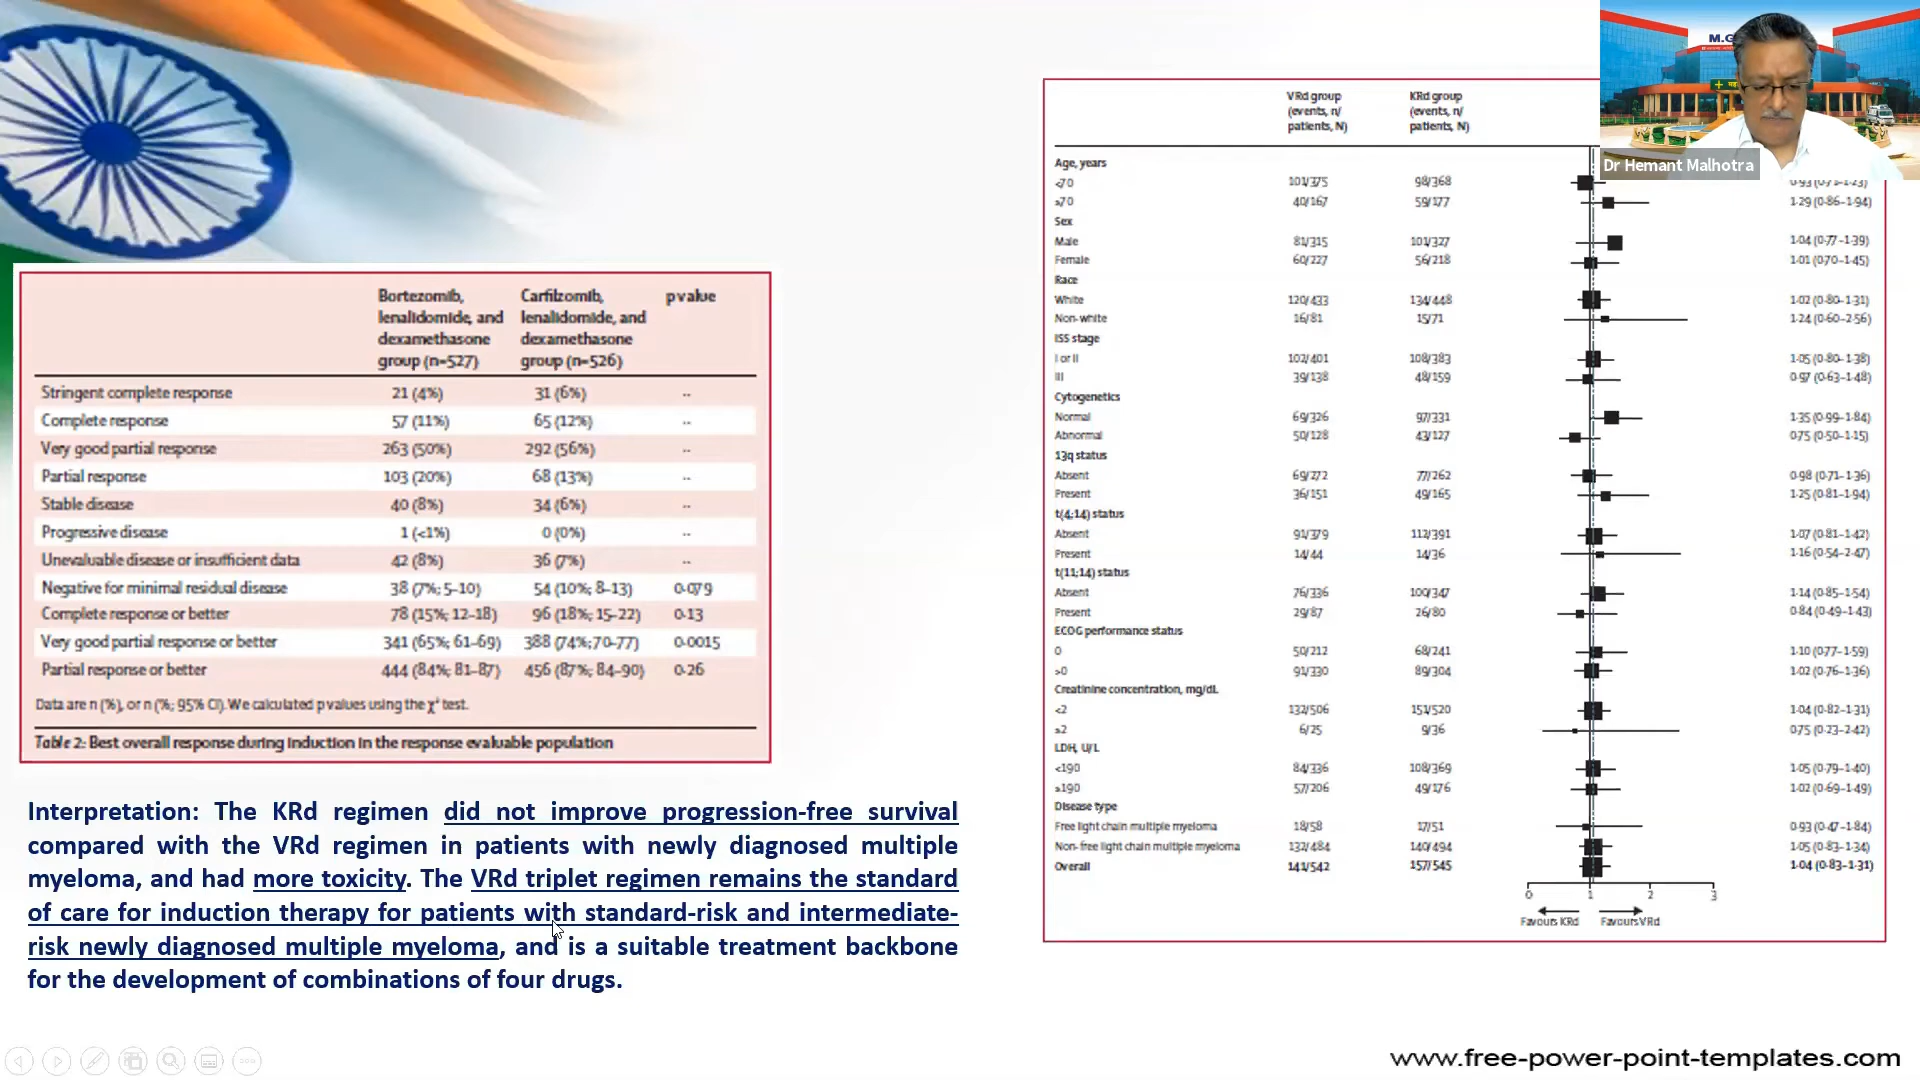 Bortezomib, lenalidomide, and dexamethasone group (n=527) Carfilzomib, lenalidomide, and dexamethasone group (n=526) p value
Stringent complete response 21 (4%) 31 (6%) ··
Complete response 57 (11%) 65 (12%) ··
Very good partial response 263 (50%) 292 (56%) ··
Partial response 103 (20%) 68 (13%) ··
Stable disease 40 (8%) 34 (6%) ··
Progressive disease 1 (<1%) 0 (0%) ··
Unevaluable disease or insufficient data 42 (8%) 36 (7%) ··
Negative for minimal residual disease 38 (7%; 5–10) 54 (10%; 8–13) 0·079
Complete response or better 78 (15%; 12–18) 96 (18%; 15–22) 0·13
Very good partial response or better 341 (65%; 61–69) 388 (74%;70–77) 0·0015
Partial response or better 444 (84%; 81–87) 456 (87%; 84–90) 0·26
Data are n (%), or n (%; 95% CI). We calculated p values using the χ² test.
Table 2: Best overall response during induction in the response evaluable population
Interpretation: The KRd regimen did not improve progression-free survival
compared with the VRd regimen in patients with newly diagnosed multiple
myeloma, and had more toxicity. The VRd triplet regimen remains the standard
of care for induction therapy for patients with standard-risk and intermediate-
risk newly diagnosed multiple myeloma, and is a suitable treatment backbone
for the development of combinations of four drugs.
VRd group (events, n/ patients, N) KRd group (events, n/ patients, N)
Age, years
<70 101/375 98/368 0·93 (0·71–1·23)
≥70 40/167 59/177 1·29 (0·86–1·94)
Sex
Male 81/315 101/327 1·04 (0·77–1·39)
Female 60/227 56/218 1·01 (0·70–1·45)
Race
White 120/433 134/448 1·02 (0·80–1·31)
Non-white 16/81 15/71 1·24 (0·60–2·56)
ISS stage
I or II 102/401 108/383 1·05 (0·80–1·38)
III 39/138 48/159 0·97 (0·63–1·48)
Cytogenetics
Normal 69/326 97/331 1·35 (0·99–1·84)
Abnormal 50/128 43/127 0·75 (0·50–1·15)
13q status
Absent 69/272 77/262 0·98 (0·71–1·36)
Present 36/151 49/165 1·25 (0·81–1·94)
t(4;14) status
Absent 91/379 112/391 1·07 (0·81–1·42)
Present 14/44 14/36 1·16 (0·54–2·47)
t(11;14) status
Absent 76/336 100/347 1·14 (0·85–1·54)
Present 29/87 26/80 0·84 (0·49–1·43)
ECOG performance status
0 50/212 68/241 1·10 (0·77–1·59)
>0 91/330 89/304 1·02 (0·76–1·36)
Creatinine concentration, mg/dL
<2 132/506 151/520 1·04 (0·82–1·31)
≥2 6/25 9/36 0·75 (0·23–2·42)
LDH, U/L
<190 84/336 108/369 1·05 (0·79–1·40)
≥190 57/206 49/176 1·02 (0·69–1·49)
Disease type
Free light chain multiple myeloma 18/58 17/51 0·93 (0·47–1·84)
Non-free light chain multiple myeloma 132/484 140/494 1·05 (0·83–1·34)
Overall 141/542 157/545 1·04 (0·83–1·31)
0 1 2 3
Favours KRd Favours VRd
M.G
Dr Hemant Malhotra
www.free-power-point-templates.com